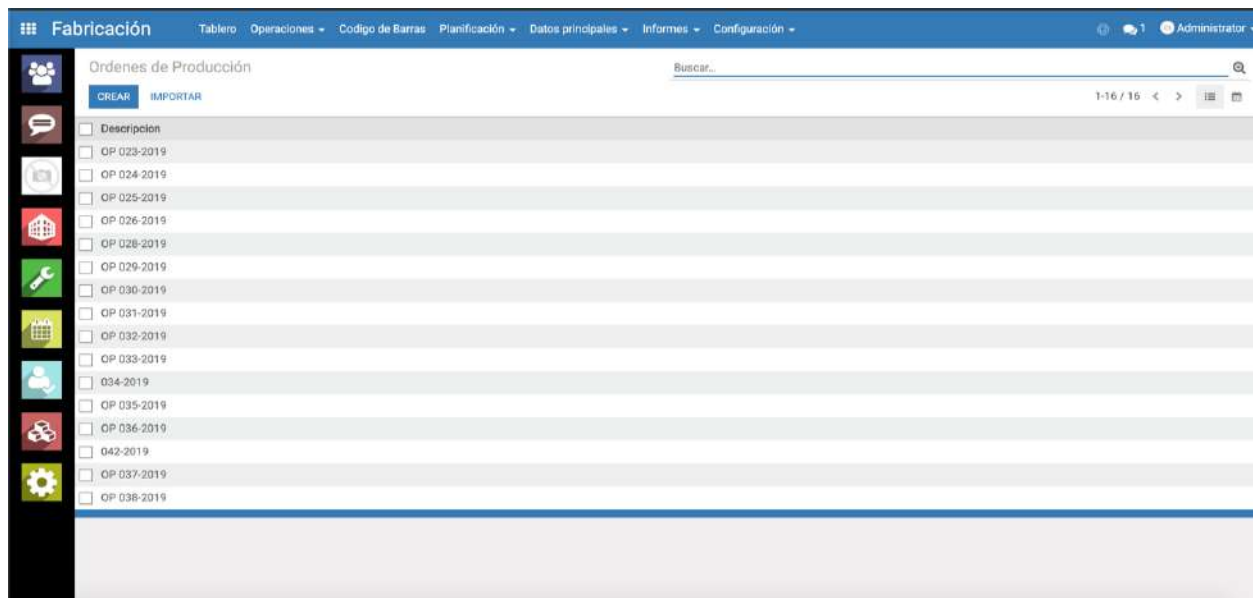 Fabricación Tablero Operaciones Codigo de Barras Planificación Datos principales Informes Configuración 1 Administrator
Ordenes de Producción Buscar...
CREAR IMPORTAR 1-16 / 16
Descripcion
OP 023-2019
OP 024-2019
OP 025-2019
OP 026-2019
OP 028-2019
OP 029-2019
OP 030-2019
OP 031-2019
OP 032-2019
OP 033-2019
034-2019
OP 035-2019
OP 036-2019
042-2019
OP 037-2019
OP 038-2019